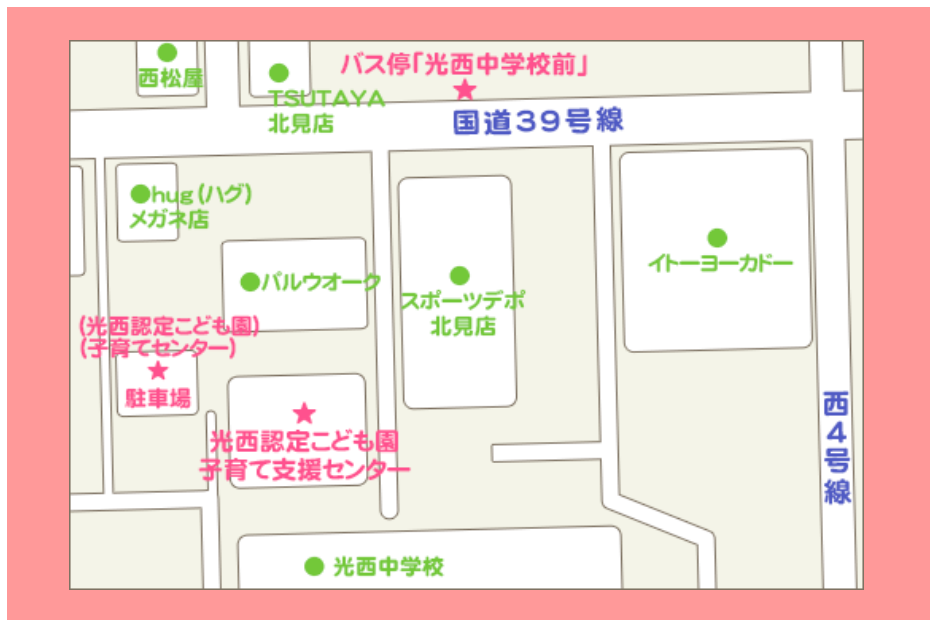 バス停「光西中学校前」
西松屋
TSUTAYA
北見店
国道39号線
hug(ハグ)
メガネ店
イトーヨーカドー
パルウオーク
スポーツデポ
北見店
(光西認定こども園)
(子育てセンター)
駐車場
西4号線
光西認定こども園
子育て支援センター
光西中学校